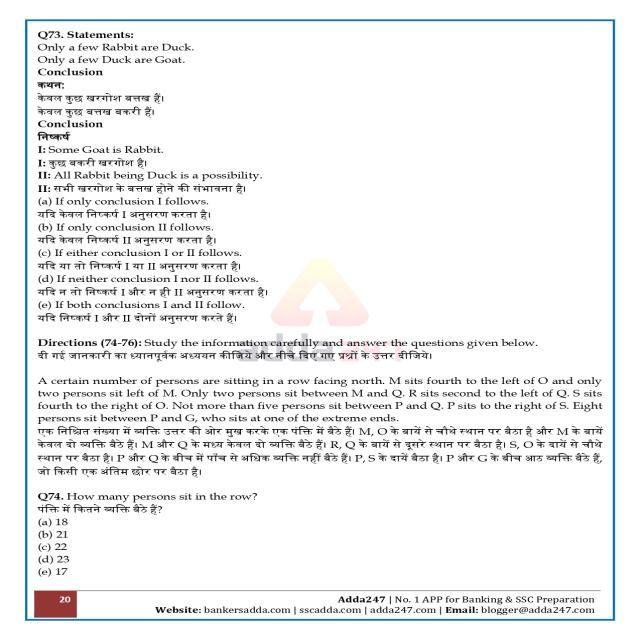 Q73. Statements:
Only a few Rabbit are Duck.
Only a few Duck are Goat.
Conclusion
कथन:
केवल कुछ खरगोश बत्तख हैं।
केवल कुछ बत्तख बकरी हैं।
Conclusion
निष्कर्ष
I: Some Goat is Rabbit.
I: कुछ बकरी खरगोश है।
II: All Rabbit being Duck is a possibility.
II: सभी खरगोश के बत्तख होने की संभावना है।
(a) If only conclusion I follows.
यदि केवल निष्कर्ष I अनुसरण करता है।
(b) If only conclusion II follows.
यदि केवल निष्कर्ष II अनुसरण करता है।
(c) If either conclusion I or II follows.
यदि या तो निष्कर्ष I या II अनुसरण करता है।
(d) If neither conclusion I nor II follows.
यदि न तो निष्कर्ष I और न ही II अनुसरण करता है।
(e) If both conclusions I and II follow.
यदि निष्कर्ष I और II दोनों अनुसरण करते हैं।
adda247
Directions (74-76): Study the information carefully and answer the questions given below.
दी गई जानकारी का ध्यानपूर्वक अध्ययन कीजिये और नीचे दिए गए प्रश्नों के उत्तर दीजिये।
A certain number of persons are sitting in a row facing north. M sits fourth to the left of O and only
two persons sit left of M. Only two persons sit between M and Q. R sits second to the left of Q. S sits
fourth to the right of O. Not more than five persons sit between P and Q. P sits to the right of S. Eight
persons sit between P and G, who sits at one of the extreme ends.
एक निश्चित संख्या में व्यक्ति उत्तर की ओर मुख करके एक पंक्ति में बैठे हैं। M, O के बायें से चौथे स्थान पर बैठा है और M के बायें
केवल दो व्यक्ति बैठे हैं। M और Q के मध्य केवल दो व्यक्ति बैठे हैं। R, Q के बायें से दूसरे स्थान पर बैठा है। S, O के दायें से चौथे
स्थान पर बैठा है। P और Q के बीच में पाँच से अधिक व्यक्ति नहीं बैठे हैं। P, S के दायें बैठा है। P और G के बीच आठ व्यक्ति बैठे हैं,
जो किसी एक अंतिम छोर पर बैठा है।
Q74. How many persons sit in the row?
पंक्ति में कितने व्यक्ति बैठे हैं?
(a) 18
(b) 21
(c) 22
(d) 23
(e) 17
20 Adda247 | No. 1 APP for Banking & SSC Preparation
Website: bankersadda.com | sscadda.com | adda247.com | Email: blogger@adda247.com